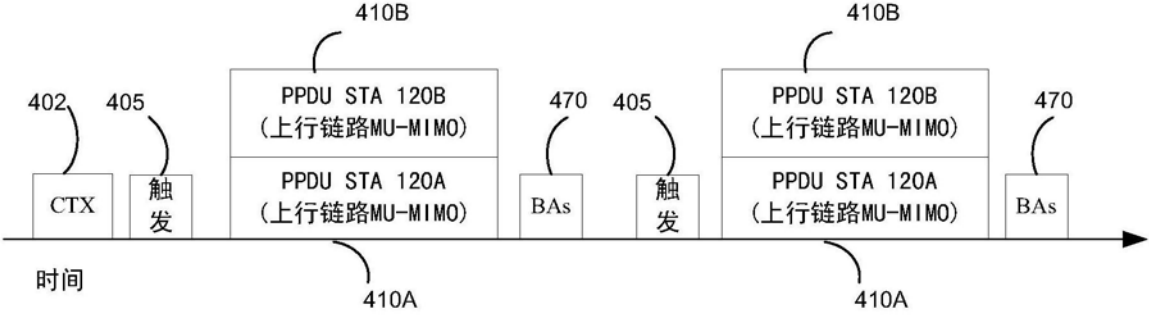 410B
410B
402
405
PPDU STA 120B
(上行链路MU-MIMO)
470
405
PPDU STA 120B
(上行链路MU-MIMO)
470
CTX
触
发
PPDU STA 120A
(上行链路MU-MIMO)
BAs
触
发
PPDU STA 120A
(上行链路MU-MIMO)
BAs
时间
410A
410A